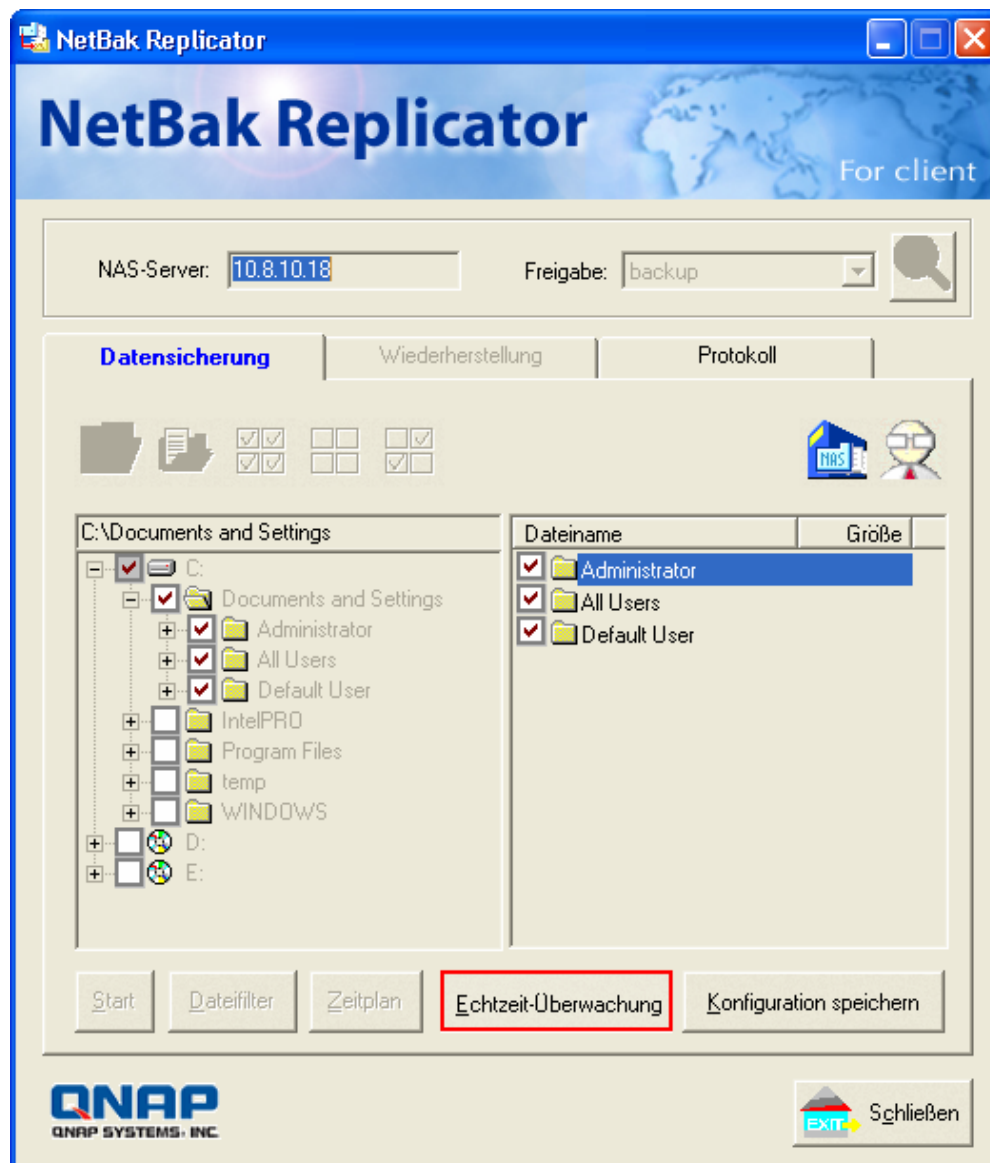 NetBak Replicator
NetBak Replicator
For client
NAS-Server: 10.8.10.18 Freigabe: backup
Datensicherung Wiederherstellung Protokoll
NAS
C:\Documents and Settings
C:
Documents and Settings
Administrator
All Users
Default User
IntelPRO
Program Files
temp
WINDOWS
D:
E:
Dateiname Größe
Administrator
All Users
Default User
Start Dateifilter Zeitplan Echtzeit-Überwachung Konfiguration speichern
QNAP
QNAP SYSTEMS, INC
EXIT Schließen